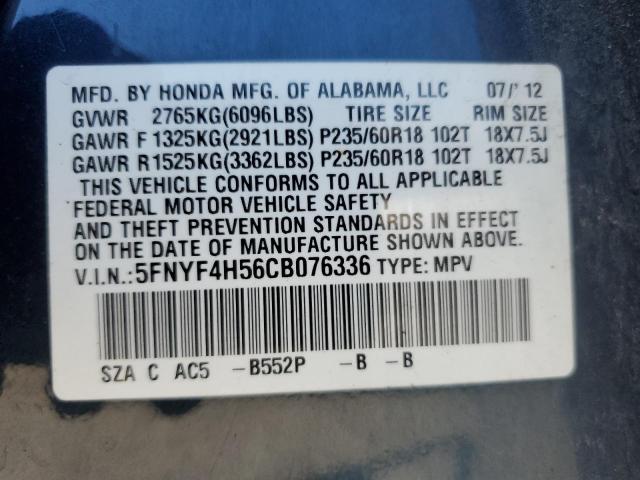 MFD. BY HONDA MFG. OF ALABAMA, LLC 07/'12
GVWR 2765KG(6096LBS) TIRE SIZE RIM SIZE
GAWR F 1325KG(2921LBS) P235/60R18 102T 18X7.5J
GAWR R1525KG(3362LBS) P235/60R18 102T 18X7.5J
THIS VEHICLE CONFORMS TO ALL APPLICABLE
FEDERAL MOTOR VEHICLE SAFETY
AND THEFT PREVENTION STANDARDS IN EFFECT
ON THE DATE OF MANUFACTURE SHOWN ABOVE.
V.I.N.:5FNYF4H56CB076336 TYPE: MPV
SZA C AC5 -B552P -B -B